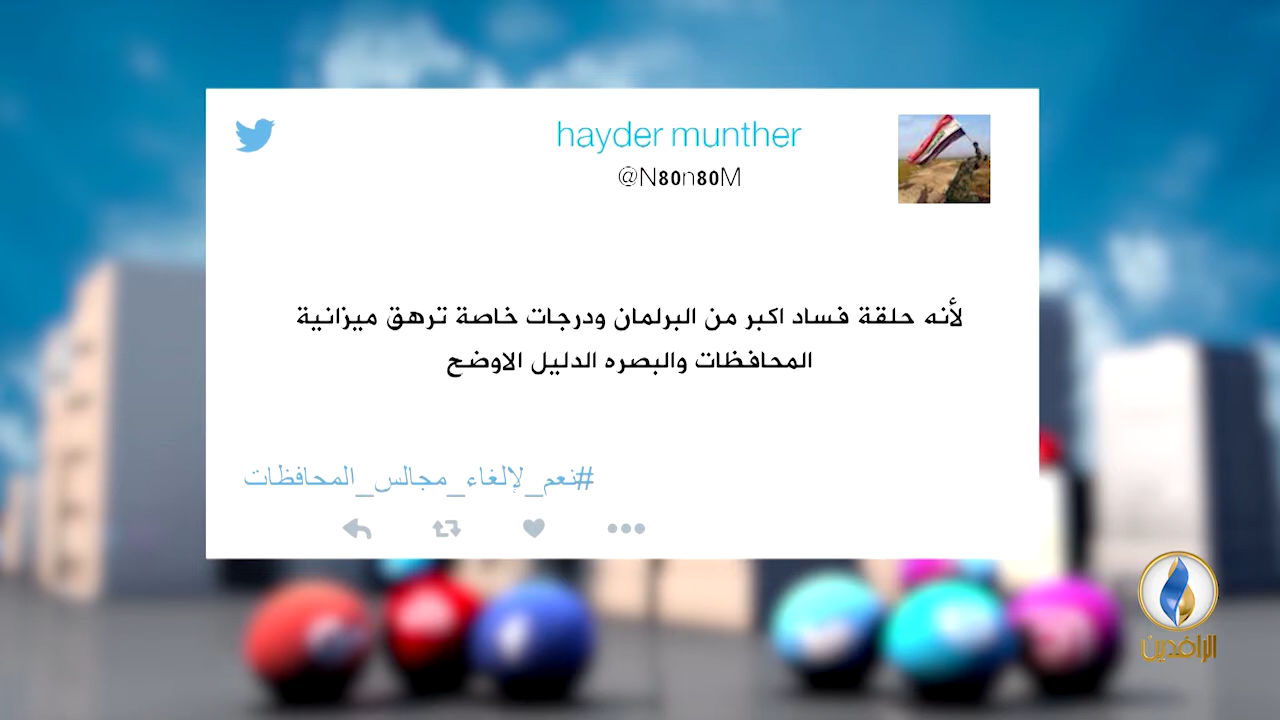 hayder munther
@N80n80M
لأنه حلقة فساد اكبر من البرلمان ودرجات خاصة ترهق ميزانية
المحافظات والبصره الدليل الاوضح
#نعم_لإلغاء_مجالس_المحافظات
الرافدين